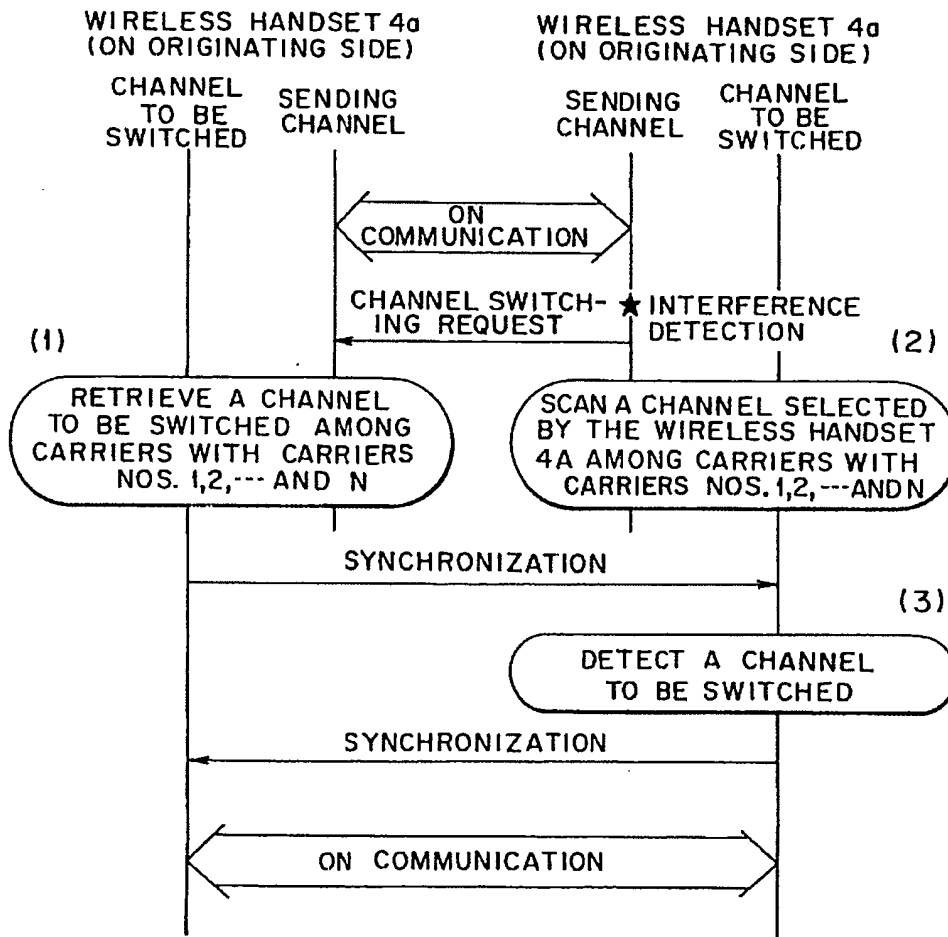 WIRELESS HANDSET 4a
(ON ORIGINATING SIDE)
WIRELESS HANDSET 4a
(ON ORIGINATING SIDE)
CHANNEL
TO BE
SWITCHED
SENDING
CHANNEL
SENDING
CHANNEL
CHANNEL
TO BE
SWITCHED
ON
COMMUNICATION
CHANNEL SWITCH-
ING REQUEST
★ INTERFERENCE
DETECTION
(1)
(2)
RETRIEVE A CHANNEL
TO BE SWITCHED AMONG
CARRIERS WITH CARRIERS
NOS. 1,2,--- AND N
SCAN A CHANNEL SELECTED
BY THE WIRELESS HANDSET
4A AMONG CARRIERS WITH
CARRIERS NOS. 1,2,---AND N
SYNCHRONIZATION
(3)
DETECT A CHANNEL
TO BE SWITCHED
SYNCHRONIZATION
ON COMMUNICATION